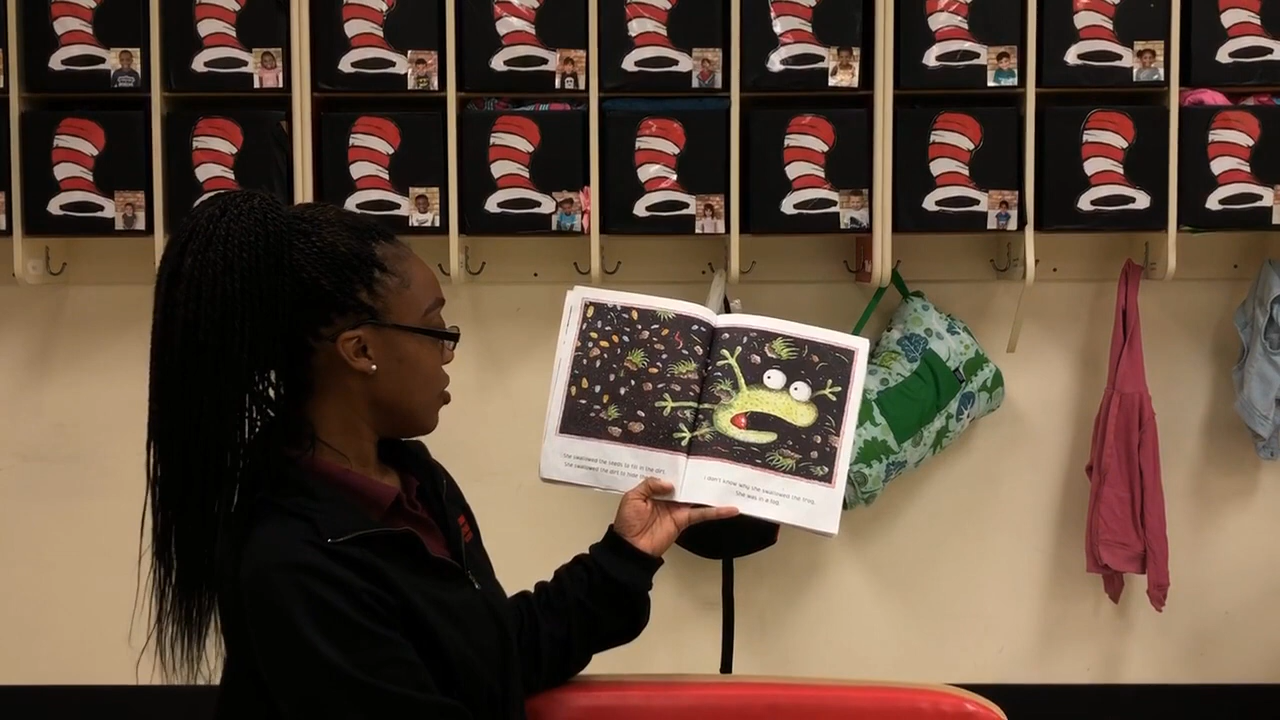 She swallowed the seeds to fill in the dirt.
She swallowed the dirt to hide the
I don't know why she swallowed the frog,
She was in a fog.